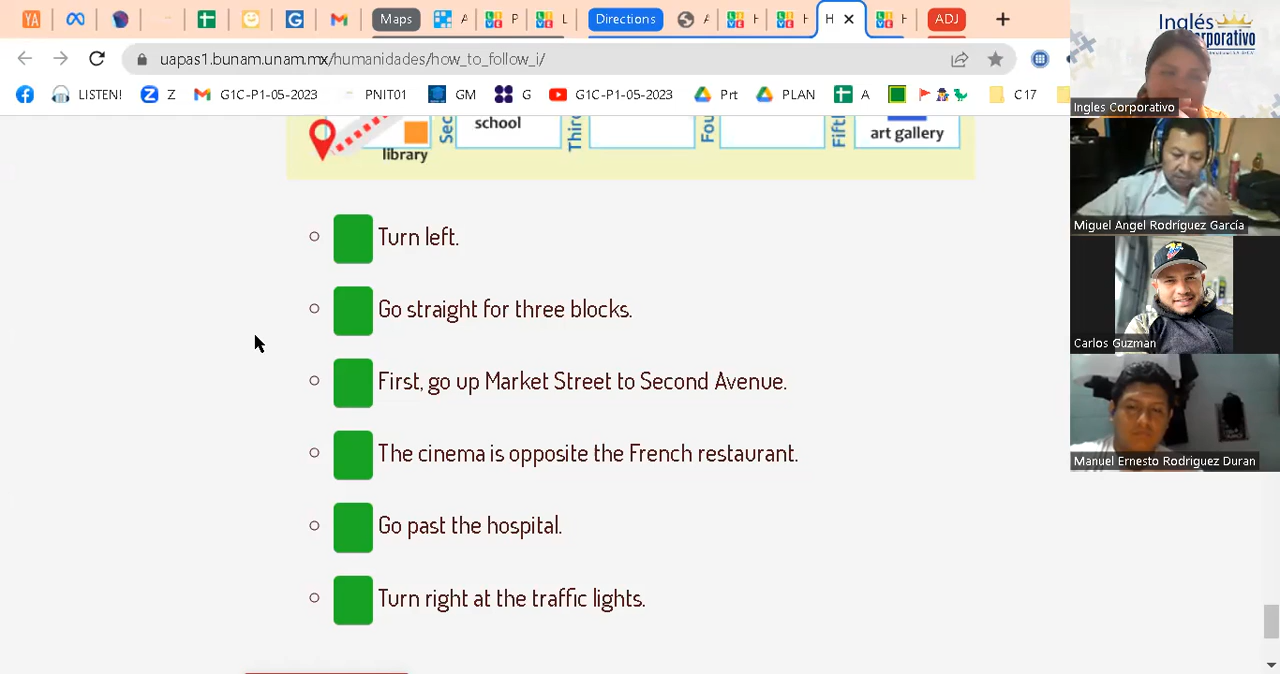 YA
Maps
A
P
L
Directions
A
H
H
H
H
ADJ
uapas1.bunam.unam.mx/humanidades/how_to_follow_i/
LISTEN!
Z
G1C-P1-05-2023
PNIT01
GM
G
G1C-P1-05-2023
Prt
PLAN
A
C17
school
library
art gallery
Turn left.
Go straight for three blocks.
First, go up Market Street to Second Avenue.
The cinema is opposite the French restaurant.
Go past the hospital.
Turn right at the traffic lights.
Inglés
Corporativo
Ingles Corporativo
Miguel Angel Rodríguez García
Carlos Guzman
Manuel Ernesto Rodriguez Duran